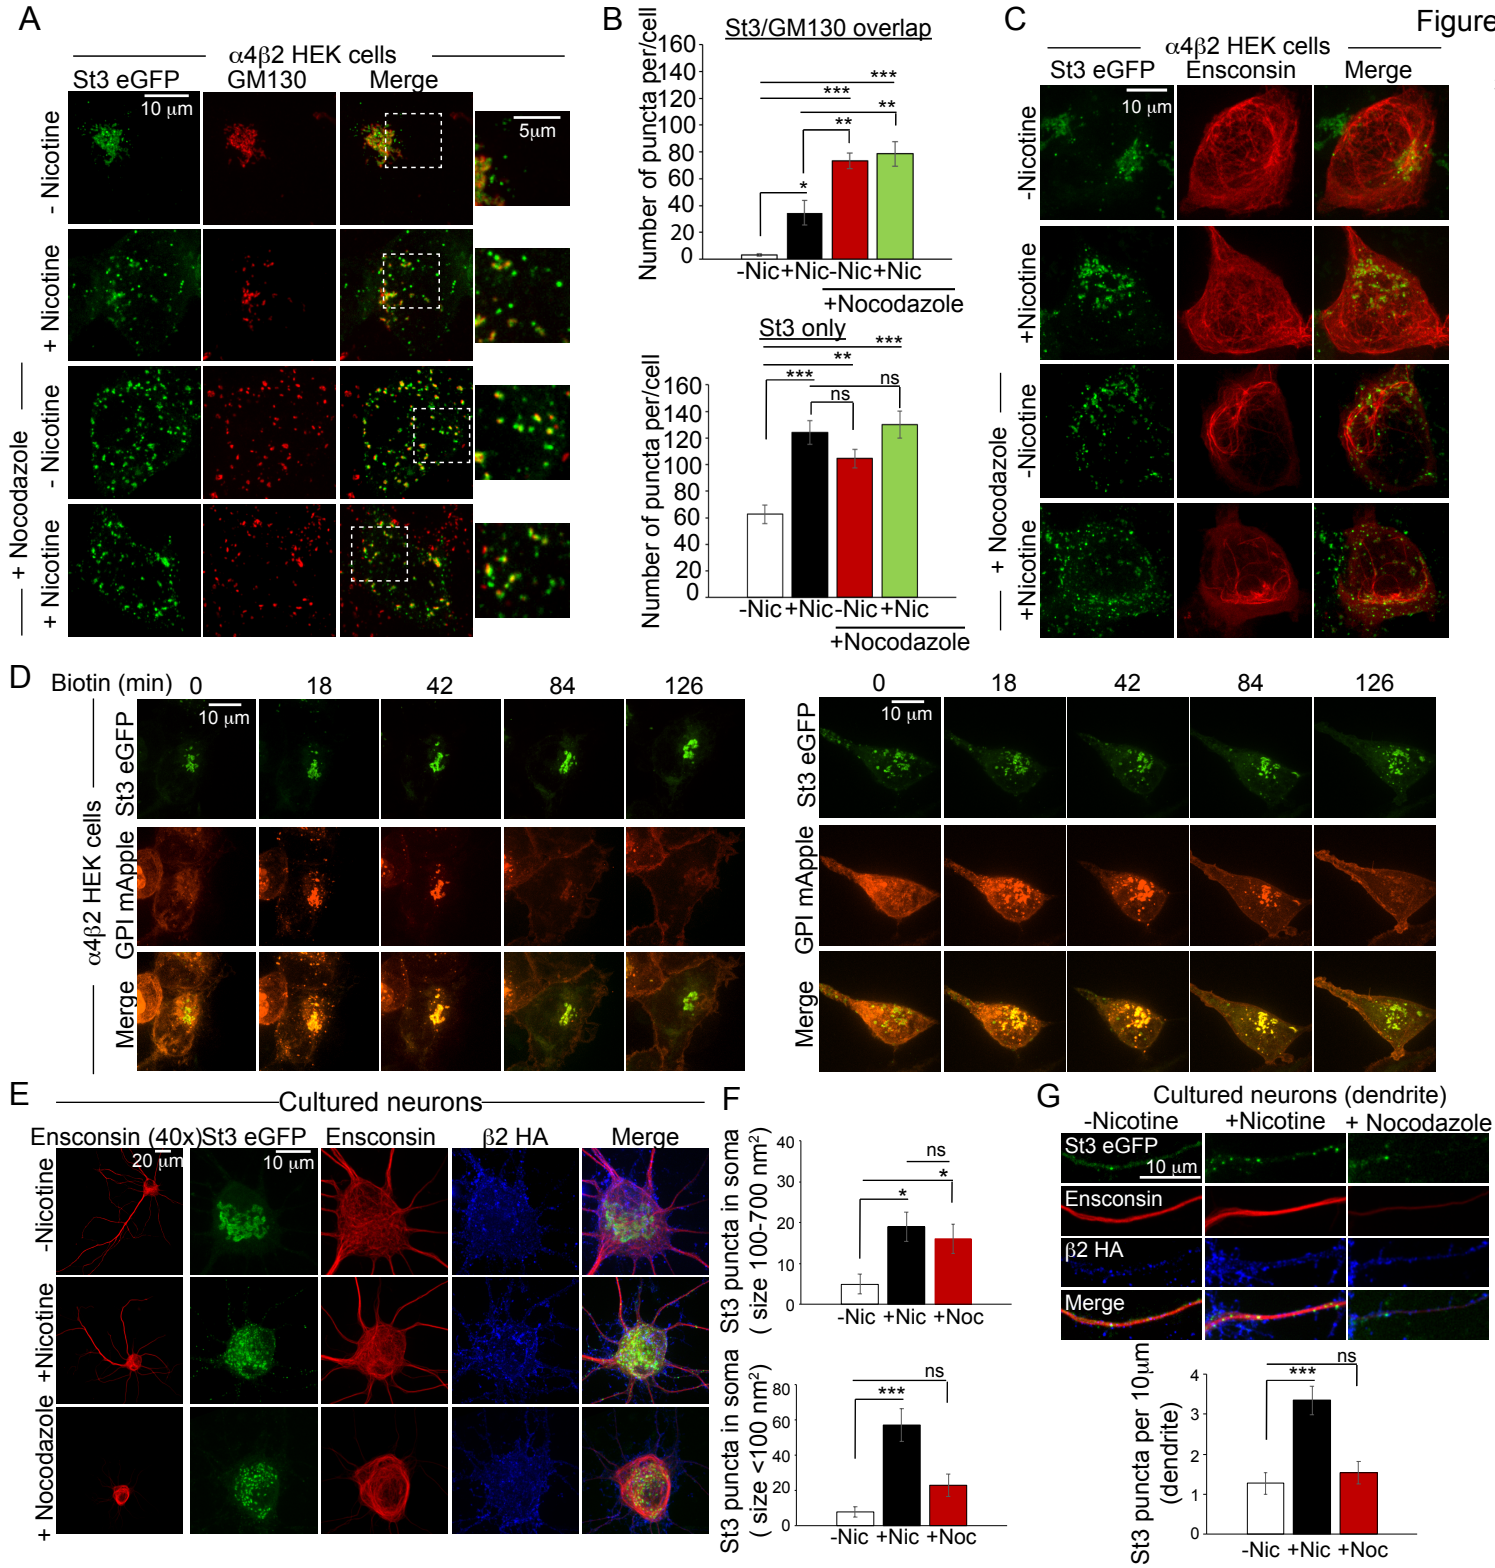 Figure
A
α4β2 HEK cells
St3 eGFP GM130 Merge
10 μm
5μm
- Nicotine
+ Nicotine
- Nicotine
+ Nicotine
+ Nocodazole
B
St3/GM130 overlap
Number of puncta per/cell
160
140
120
100
80
60
40
20
0
***
***
**
**
*
-Nic +Nic -Nic +Nic
+Nocodazole
St3 only
Number of puncta per/cell
160
140
120
100
80
60
40
20
0
***
**
*** ns
ns
-Nic +Nic -Nic +Nic
+Nocodazole
C
α4β2 HEK cells
St3 eGFP Ensconsin Merge
10 μm
-Nicotine
+Nicotine
-Nicotine
+Nicotine
+ Nocodazole
D
Biotin (min) 0 18 42 84 126
10 μm
α4β2 HEK cells
St3 eGFP
GPI mApple
Merge
0 18 42 84 126
10 μm
St3 eGFP
GPI mApple
Merge
E
Cultured neurons
Ensconsin (40x) St3 eGFP Ensconsin β2 HA Merge
20 μm 10 μm
-Nicotine
+Nicotine
+ Nocodazole
F
St3 puncta in soma
( size 100-700 nm²)
40
30
20
10
0
ns
*
*
-Nic +Nic +Noc
St3 puncta in soma
( size <100 nm²)
80
60
40
20
0
ns
***
-Nic +Nic +Noc
G
Cultured neurons (dendrite)
-Nicotine +Nicotine + Nocodazole
St3 eGFP
10 μm
Ensconsin
β2 HA
Merge
St3 puncta per 10μm
(dendrite)
4
3
2
1
0
ns
***
-Nic +Nic +Noc